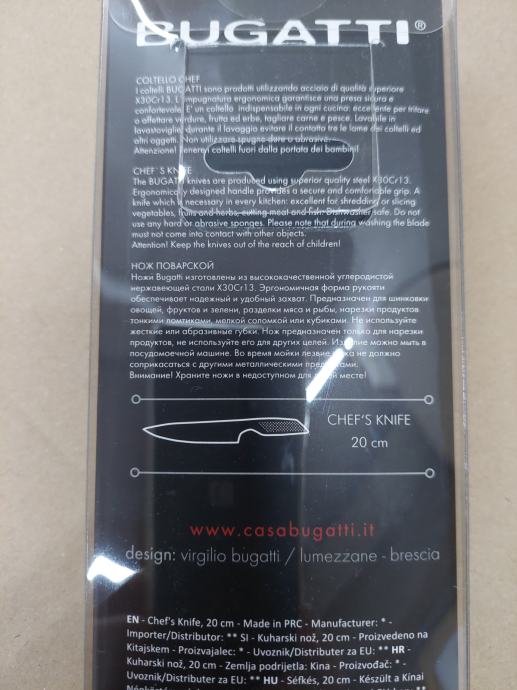 BUGATTI®
COLTELLO CHEF
I coltelli BUGATTI sono prodotti utilizzando acciaio di qualità superiore
X30Cr13. L'impugnatura ergonomica garantisce una presa sicura e
confortevole. E' un coltello indispensabile in ogni cucina: eccellente per tritare
o affettare verdure, frutta ed erbe, tagliare carne e pesce. Lavabile in
lavastoviglie, durante il lavaggio evitare il contatto tra le lame dei coltelli ed
altri oggetti. Non utilizzare spugne dure o abrasive.
Attenzione! Tenere i coltelli fuori dalla portata dei bambini!
CHEF'S KNIFE
The BUGATTI knives are produced using superior quality steel X30Cr13.
Ergonomically designed handle provides a secure and comfortable grip. A
knife which is necessary in every kitchen: excellent for shredding or slicing
vegetables, fruits and herbs, cutting meat and fish. Dishwasher safe. Do not
use any hard or abrasive sponges. Please note that during washing the blade
must not come into contact with other objects.
Attention! Keep the knives out of the reach of children!
НОЖ ПОВАРСКОЙ
Ножи Bugatti изготовлены из высококачественной углеродистой
нержавеющей стали X30Cr13. Эргономичная форма рукояти
обеспечивает надежный и удобный захват. Предназначен для шинковки
овощей, фруктов и зелени, разделки мяса и рыбы, нарезки продуктов
тонкими ломтиками, мелкой соломкой или кубиками. Не используйте
жесткие или абразивные губки. Нож предназначен только для нарезки
продуктов, не используйте его для других целей. Изделие можно мыть в
посудомоечной машине. Во время мойки лезвие ножа не должно
соприкасаться с другими металлическими предметами.
Внимание! Храните ножи в недоступном для детей месте!
CHEF'S KNIFE
20 cm
www.casabugatti.it
design: virgilio bugatti / lumezzane - brescia
EN - Chef's Knife, 20 cm - Made in PRC - Manufacturer: * -
Importer/Distributor: ** SI - Kuharski nož, 20 cm - Proizvedeno na
Kitajskem - Proizvajalec: * - Uvoznik/Distributer za EU: ** HR -
Kuharski nož, 20 cm - Zemlja podrijetla: Kina - Proizvođač: * -
Uvoznik/Distributer za EU: ** HU - Séfkés, 20 cm - Készült a Kínai